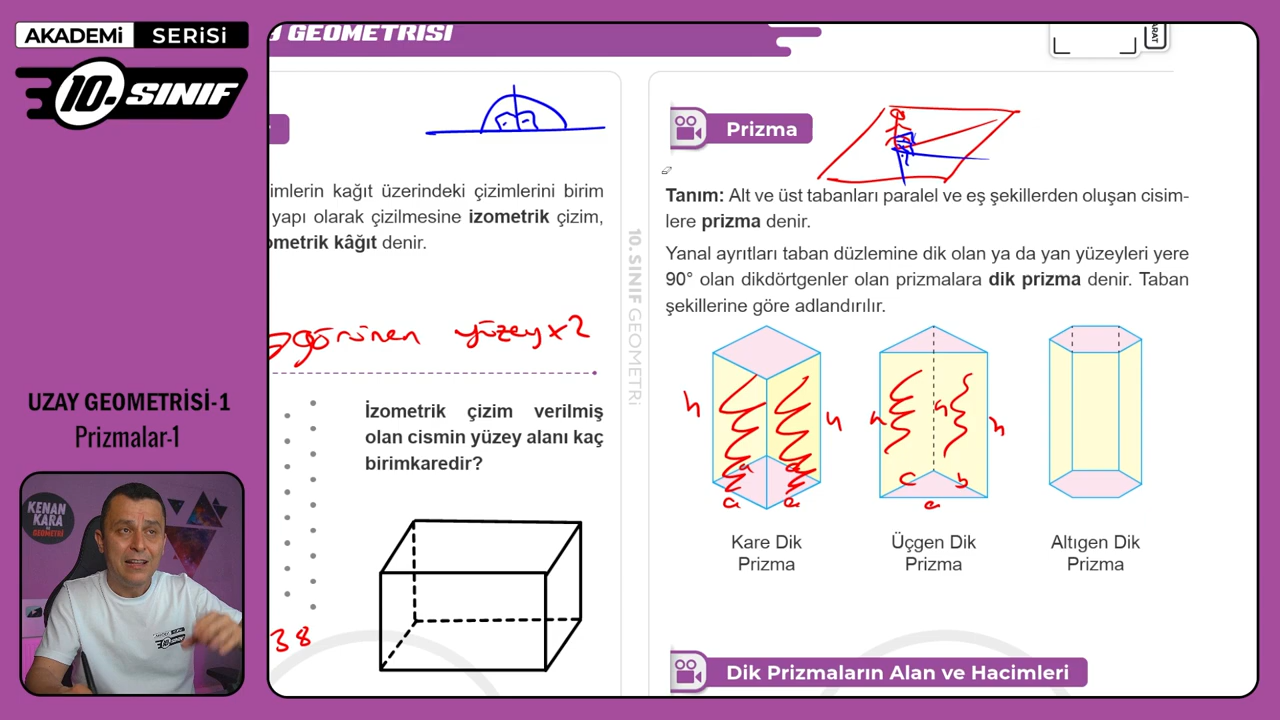 AKADEMİ SERİSİ
10. SINIF
GEOMETRISI
imlerin kağıt üzerindeki çizimlerini birim
yapı olarak çizilmesine izometrik çizim,
ometrik kâğıt denir.
görünen yüzey x 2
İzometrik çizim verilmiş
olan cismin yüzey alanı kaç
birimkaredir?
38
10. SINIF GEOMETRİ
Prizma
Tanım: Alt ve üst tabanları paralel ve eş şekillerden oluşan cisim-
lere prizma denir.
Yanal ayrıtları taban düzlemine dik olan ya da yan yüzeyleri yere
90° olan dikdörtgenler olan prizmalara dik prizma denir. Taban
şekillerine göre adlandırılır.
h h h h h
a a a a c b a
Kare Dik
Prizma
Üçgen Dik
Prizma
Altıgen Dik
Prizma
Dik Prizmaların Alan ve Hacimleri
UZAY GEOMETRİSİ-1
Prizmalar-1
KENAN
KARA
GEOMETRİ
10.SINIF